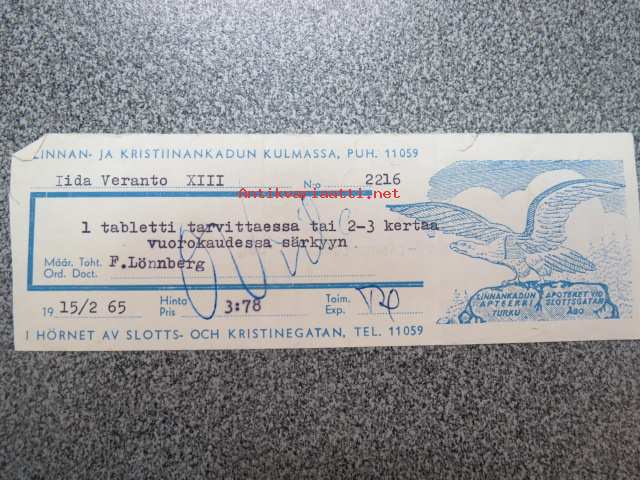 LINNAN- JA KRISTIINANKADUN KULMASSA, PUH. 11059
Iida Veranto XIII N:o 2216
Antikvariaatti.net
1 tabletti tarvittaessa tai 2-3 kertaa
vuorokaudessa särkyyn
Määr. Toht. F.Lönnberg
Ord. Doct.
19 15/2 65 Hinta 3:78 Toim.
Pris Exp.
I HÖRNET AV SLOTTS- OCH KRISTINEGATAN, TEL. 11059
LINNANKADUN APTEEKKI TURKU
APOTEKET VID SLOTTSGATAN ÅBO